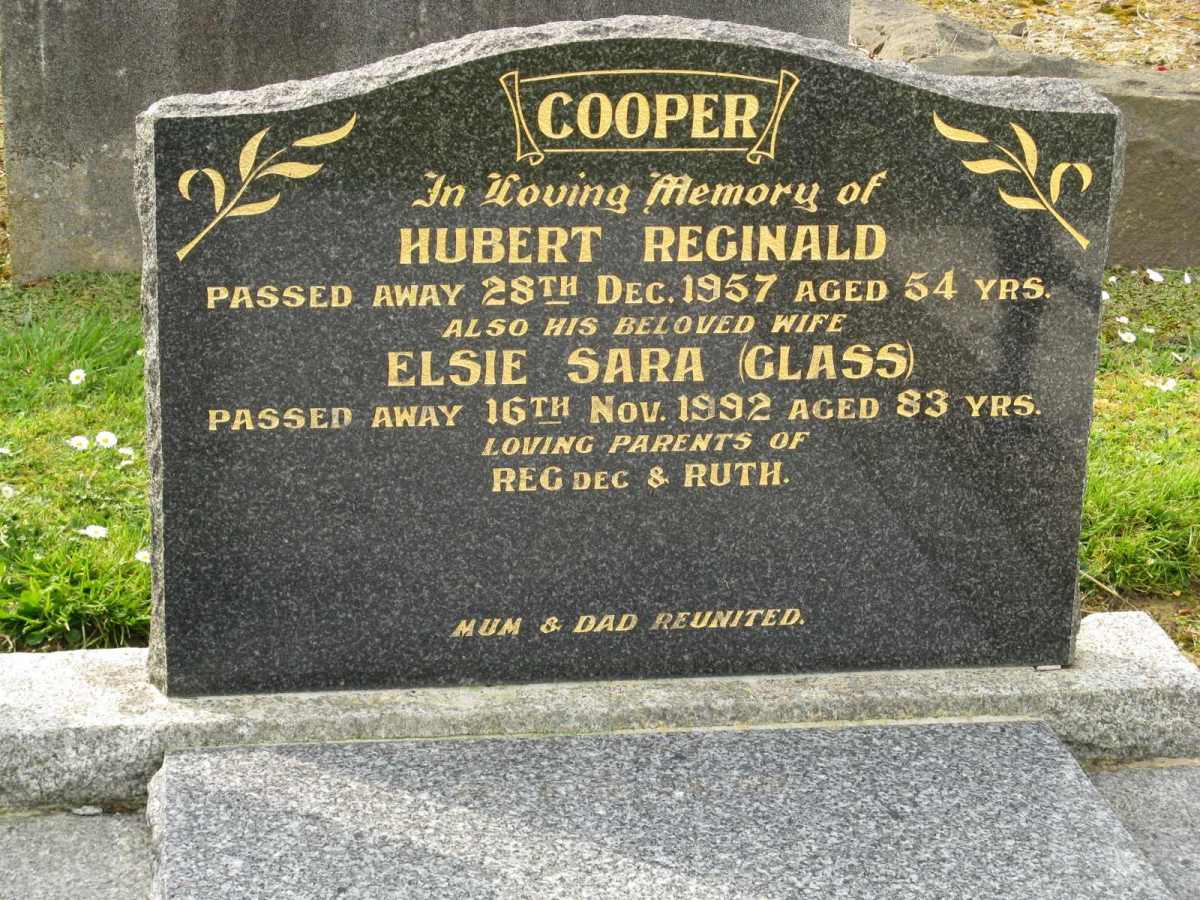 COOPER
In Loving Memory of
HUBERT REGINALD
PASSED AWAY 28TH DEC. 1957 AGED 54 YRS.
ALSO HIS BELOVED WIFE
ELSIE SARA (GLASS)
PASSED AWAY 16TH NOV. 1992 AGED 83 YRS.
LOVING PARENTS OF
REG DEC & RUTH.
MUM & DAD REUNITED.